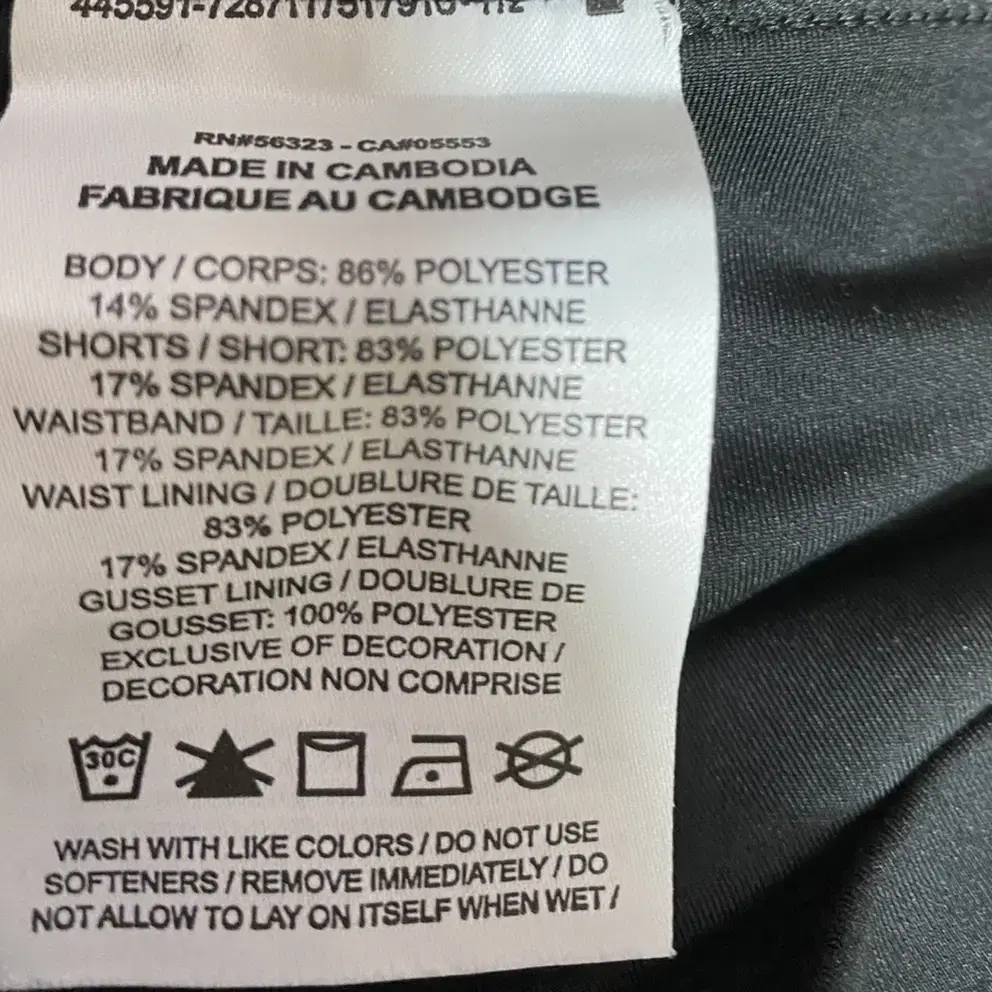 RN#56323 - CA#05553
MADE IN CAMBODIA
FABRIQUE AU CAMBODGE
BODY / CORPS: 86% POLYESTER
14% SPANDEX / ELASTHANNE
SHORTS / SHORT: 83% POLYESTER
17% SPANDEX / ELASTHANNE
WAISTBAND / TAILLE: 83% POLYESTER
17% SPANDEX / ELASTHANNE
WAIST LINING / DOUBLURE DE TAILLE:
83% POLYESTER
17% SPANDEX / ELASTHANNE
GUSSET LINING / DOUBLURE DE
GOUSSET: 100% POLYESTER
EXCLUSIVE OF DECORATION /
DECORATION NON COMPRISE
30C
WASH WITH LIKE COLORS / DO NOT USE
SOFTENERS / REMOVE IMMEDIATELY / DO
NOT ALLOW TO LAY ON ITSELF WHEN WET /